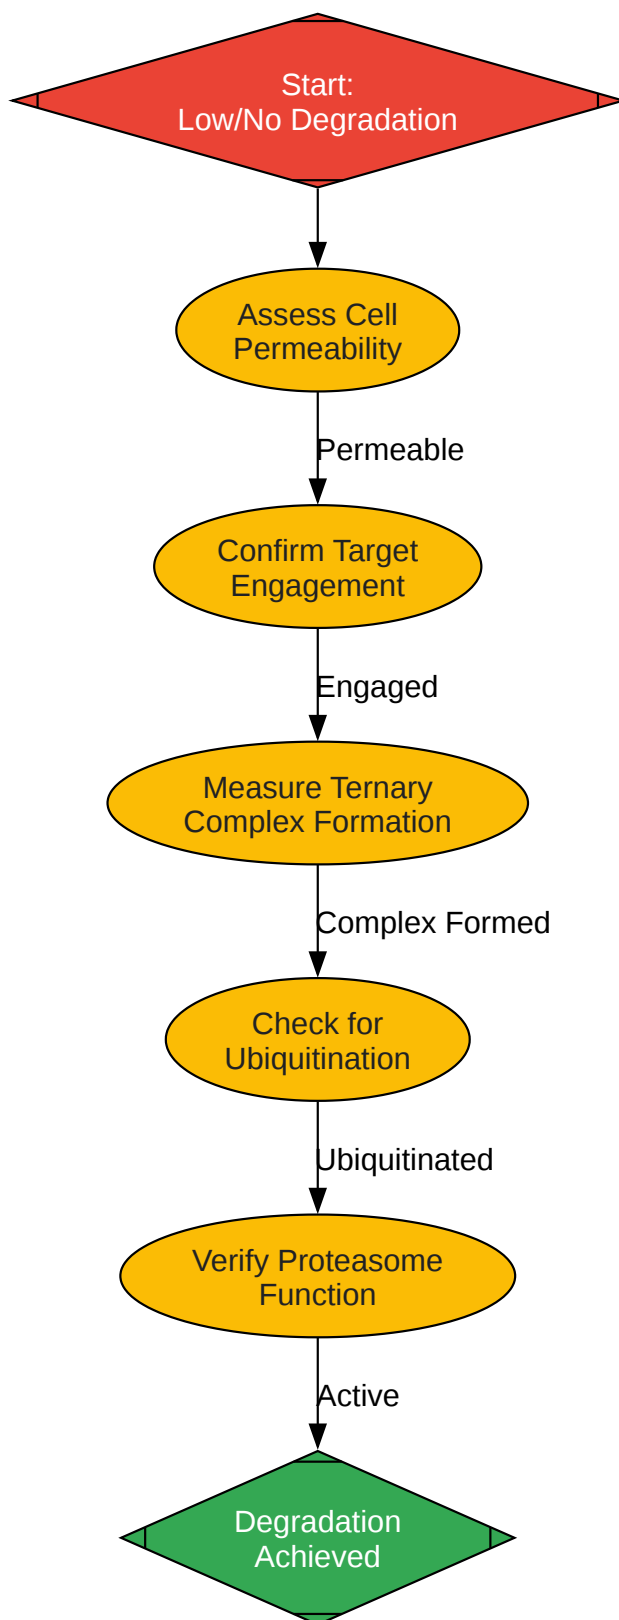 Start:
Low/No Degradation
Assess Cell
Permeability
Permeable
Confirm Target
Engagement
Engaged
Measure Ternary
Complex Formation
Complex Formed
Check for
Ubiquitination
Ubiquitinated
Verify Proteasome
Function
Active
Degradation
Achieved